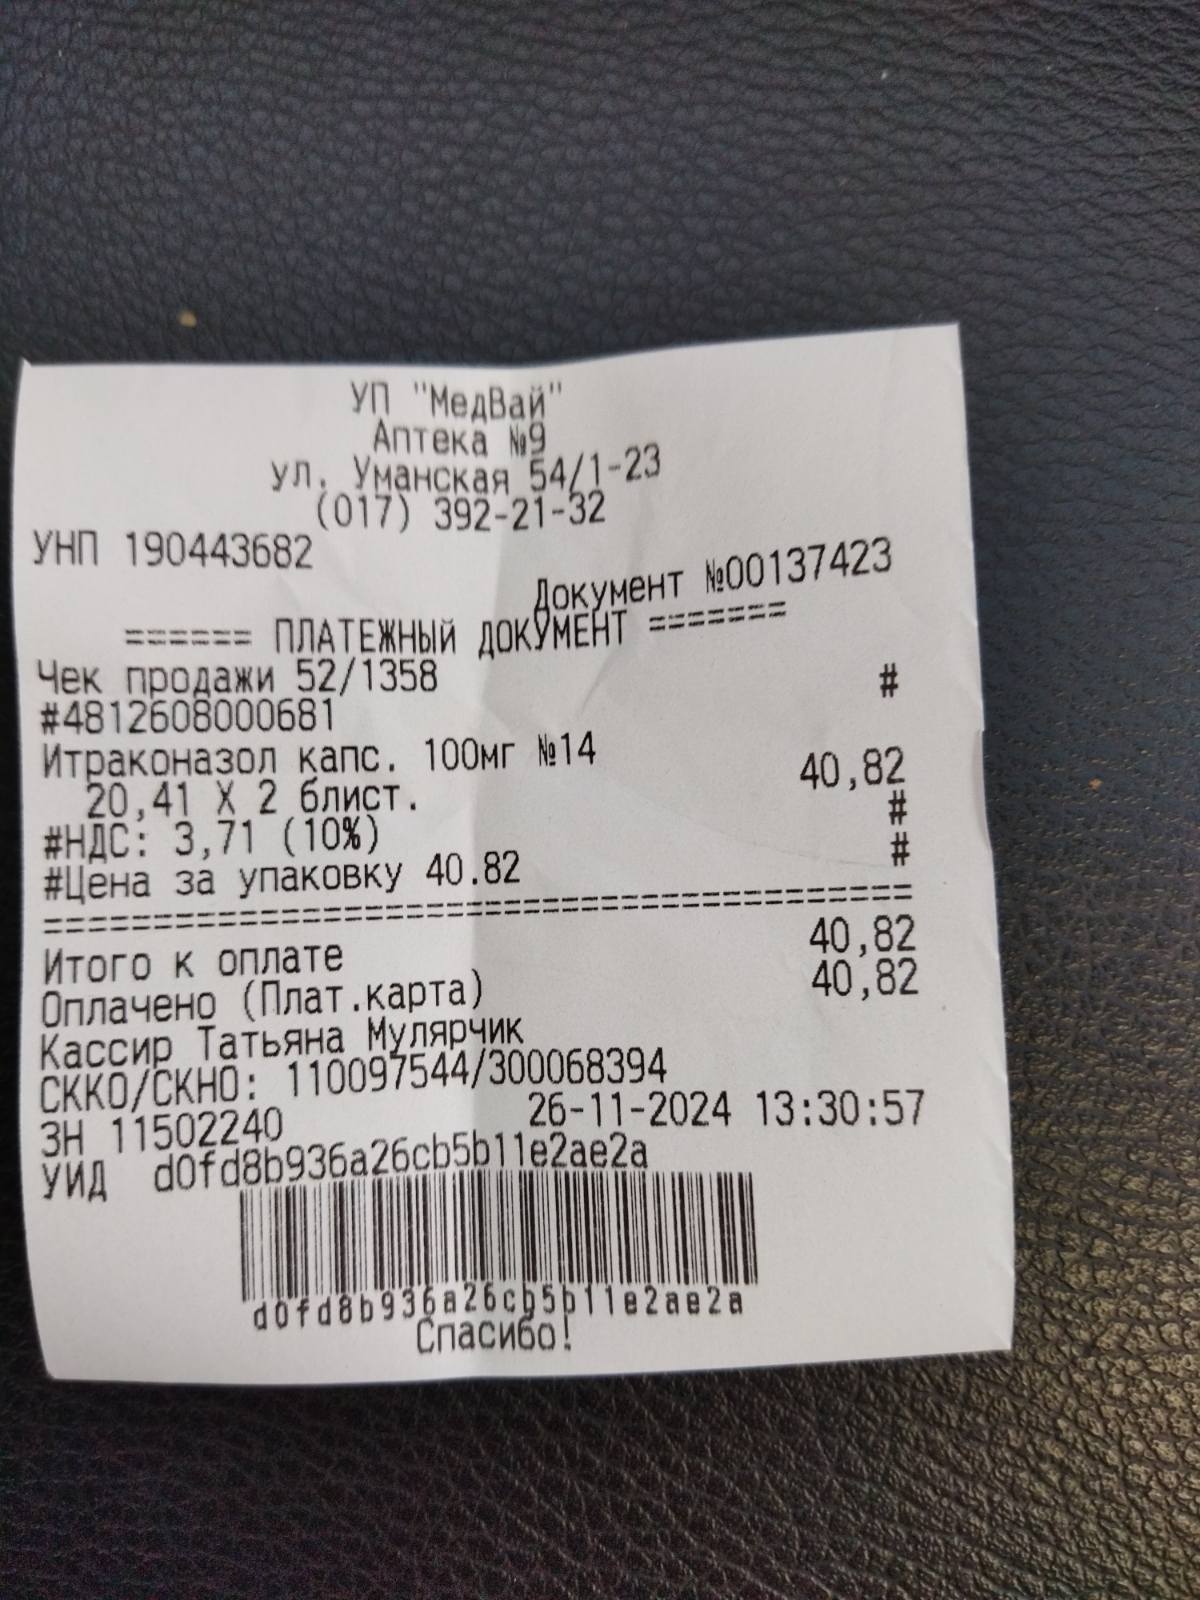 УП "МедВай"
Аптека №9
ул. Уманская 54/1-23
(017) 392-21-32
УНП 190443682
Документ №00137423
====== ПЛАТЕЖНЫЙ ДОКУМЕНТ =======
Чек продажи 52/1358
#4812608000681 #
Итраконазол капс. 100мг №14
20,41 X 2 блист. 40,82
#НДС: 3,71 (10%) #
#Цена за упаковку 40.82 #
========================================
Итого к оплате 40,82
Оплачено (Плат.карта) 40,82
Кассир Татьяна Мулярчик
СККО/СКНО: 110097544/300068394
ЗН 11502240 26-11-2024 13:30:57
УИД d0fd8b936a26cb5b11e2ae2a
d0fd8b936a26cb5b11e2ae2a
Спасибо!